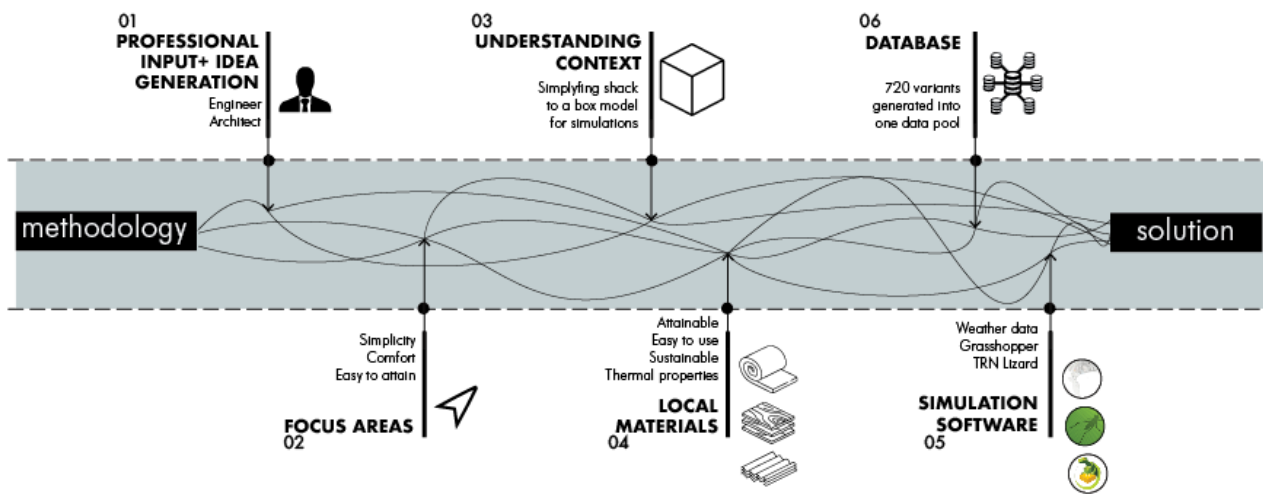 01
PROFESSIONAL
INPUT+ IDEA
GENERATION
Engineer
Architect
03
UNDERSTANDING
CONTEXT
Simplyfing shack
to a box model
for simulations
06
DATABASE
720 variants
generated into
one data pool
methodology
solution
Simplicity
Comfort
Easy to attain
FOCUS AREAS
02
Attainable
Easy to use
Sustainable
Thermal properties
LOCAL
MATERIALS
04
Weather data
Grasshopper
TRN Lizard
SIMULATION
SOFTWARE
05